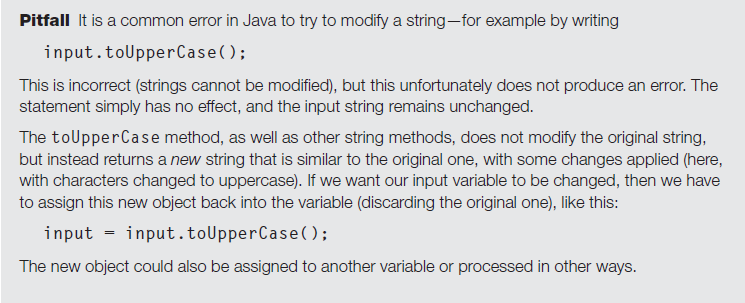 Pitfall It is a common error in Java to try to modify a string—for example by writing
input.toUpperCase();
This is incorrect (strings cannot be modified), but this unfortunately does not produce an error. The
statement simply has no effect, and the input string remains unchanged.
The toUpperCase method, as well as other string methods, does not modify the original string,
but instead returns a new string that is similar to the original one, with some changes applied (here,
with characters changed to uppercase). If we want our input variable to be changed, then we have
to assign this new object back into the variable (discarding the original one), like this:
input = input.toUpperCase();
The new object could also be assigned to another variable or processed in other ways.